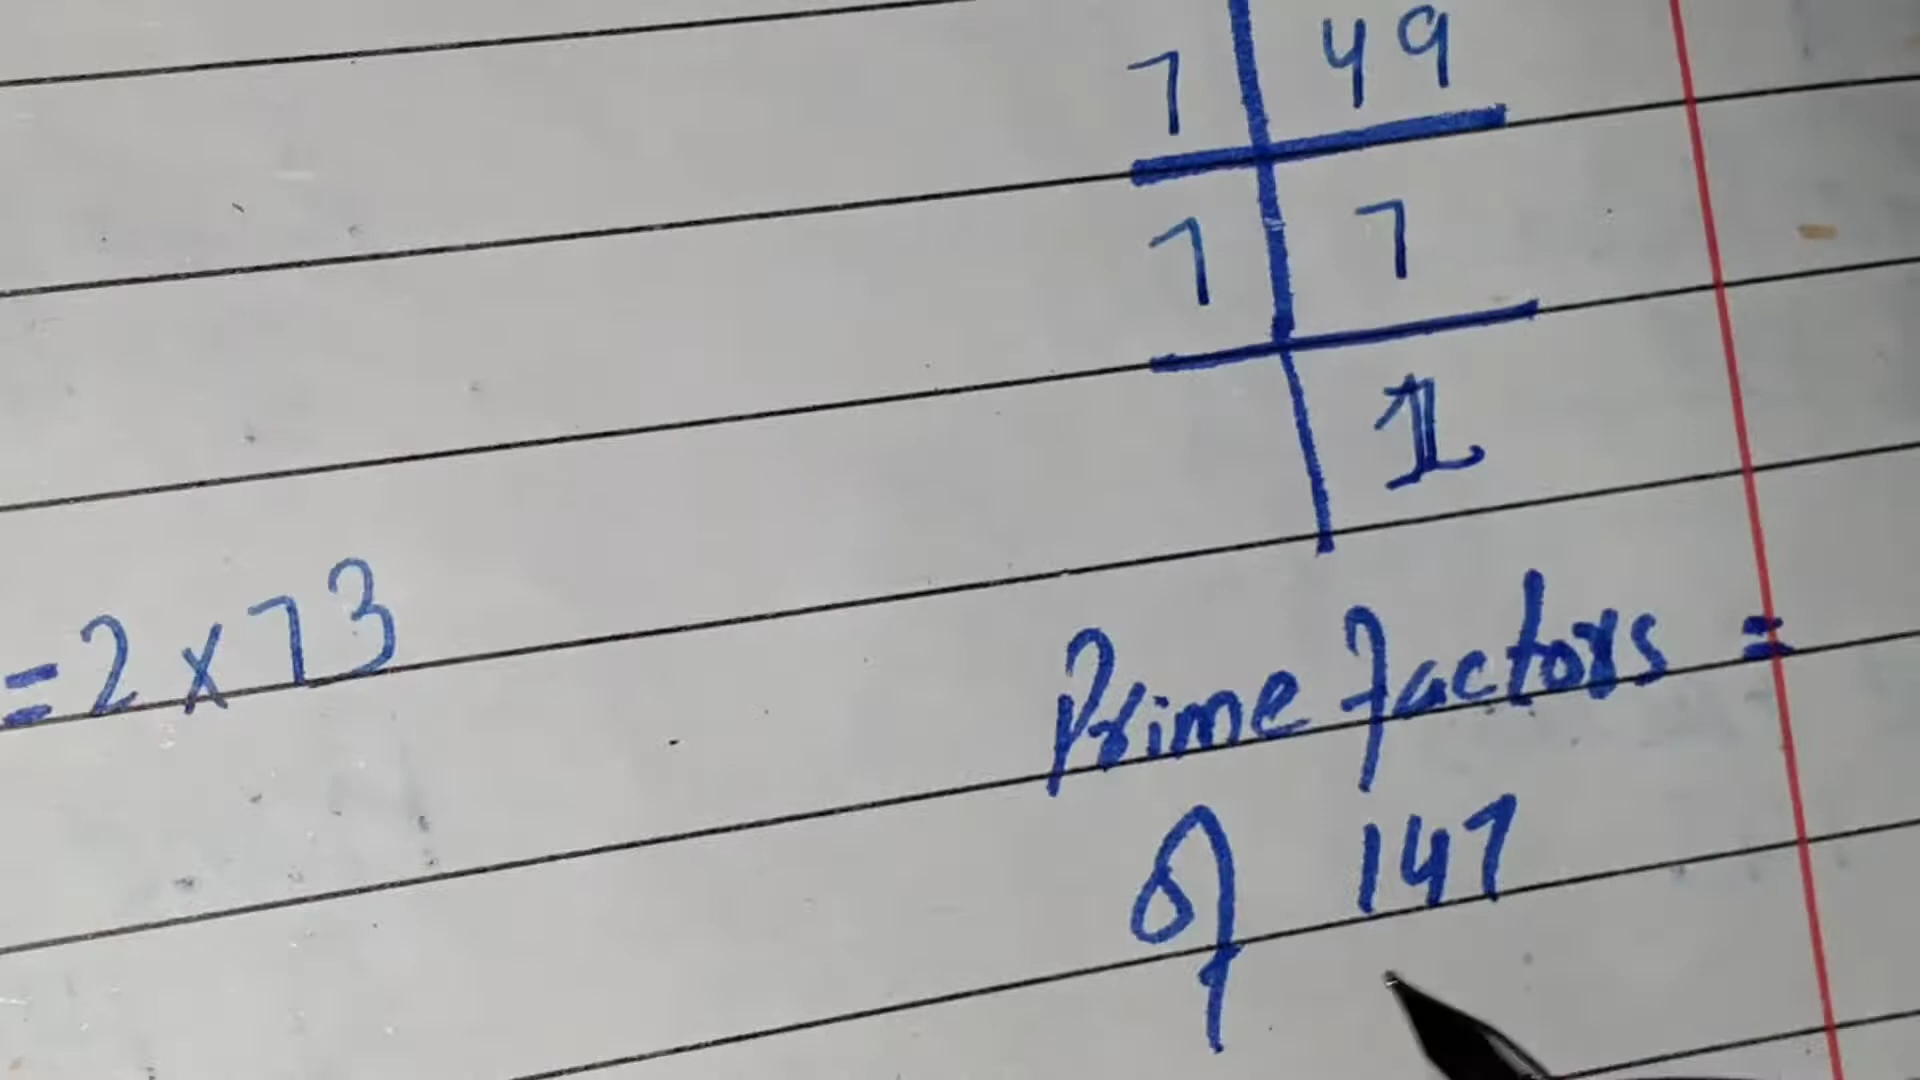 7 49
7 7
1
= 2 x 73
Prime factors =
of 147